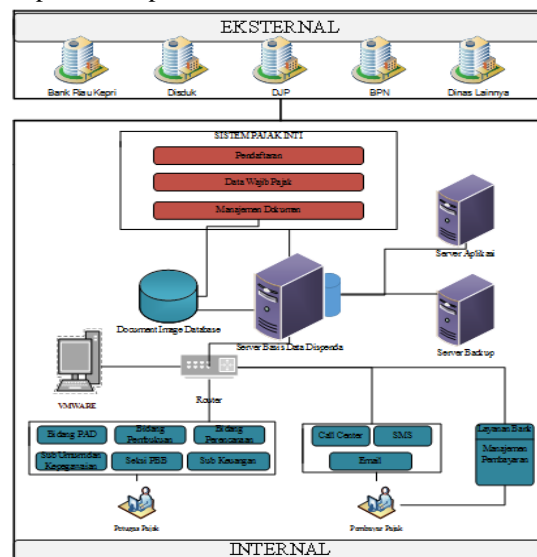 EKSTERNAL
Bank Riau Kepri
Disduk
DJP
BPN
Dinas Lainnya
SISTEM PAJAK INTI
Pendaftaran
Data Wajib Pajak
Manajemen Dokumen
Server Aplikasi
Document Image Database
Server Basis Data Dispenda
Server Backup
VMWARE
Router
Bidang PAD
Bidang
Pembukuan
Bidang
Perencanaan
Sub Umum dan
Kepegawaian
Seksi PBB
Sub Keuangan
Call Center
SMS
Email
Layanan Bank
Manajemen
Pembayaran
Petugas Pajak
Pembayar Pajak
INTERNAL